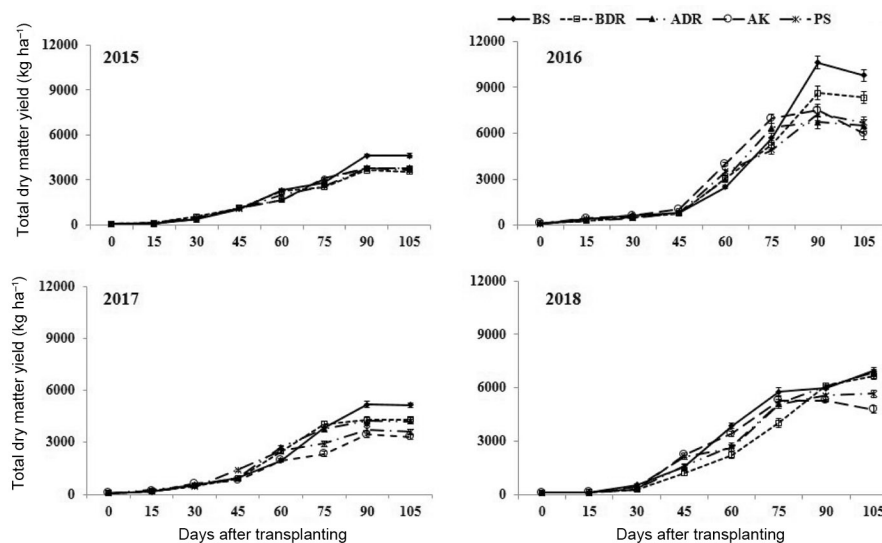 BS BDR ADR AK PS
Total dry matter yield (kg ha⁻¹)
12000
9000
6000
3000
0
2015
0 15 30 45 60 75 90 105
12000
9000
6000
3000
0
2016
0 15 30 45 60 75 90 105
Total dry matter yield (kg ha⁻¹)
12000
9000
6000
3000
0
2017
0 15 30 45 60 75 90 105
Days after transplanting
12000
9000
6000
3000
0
2018
0 15 30 45 60 75 90 105
Days after transplanting